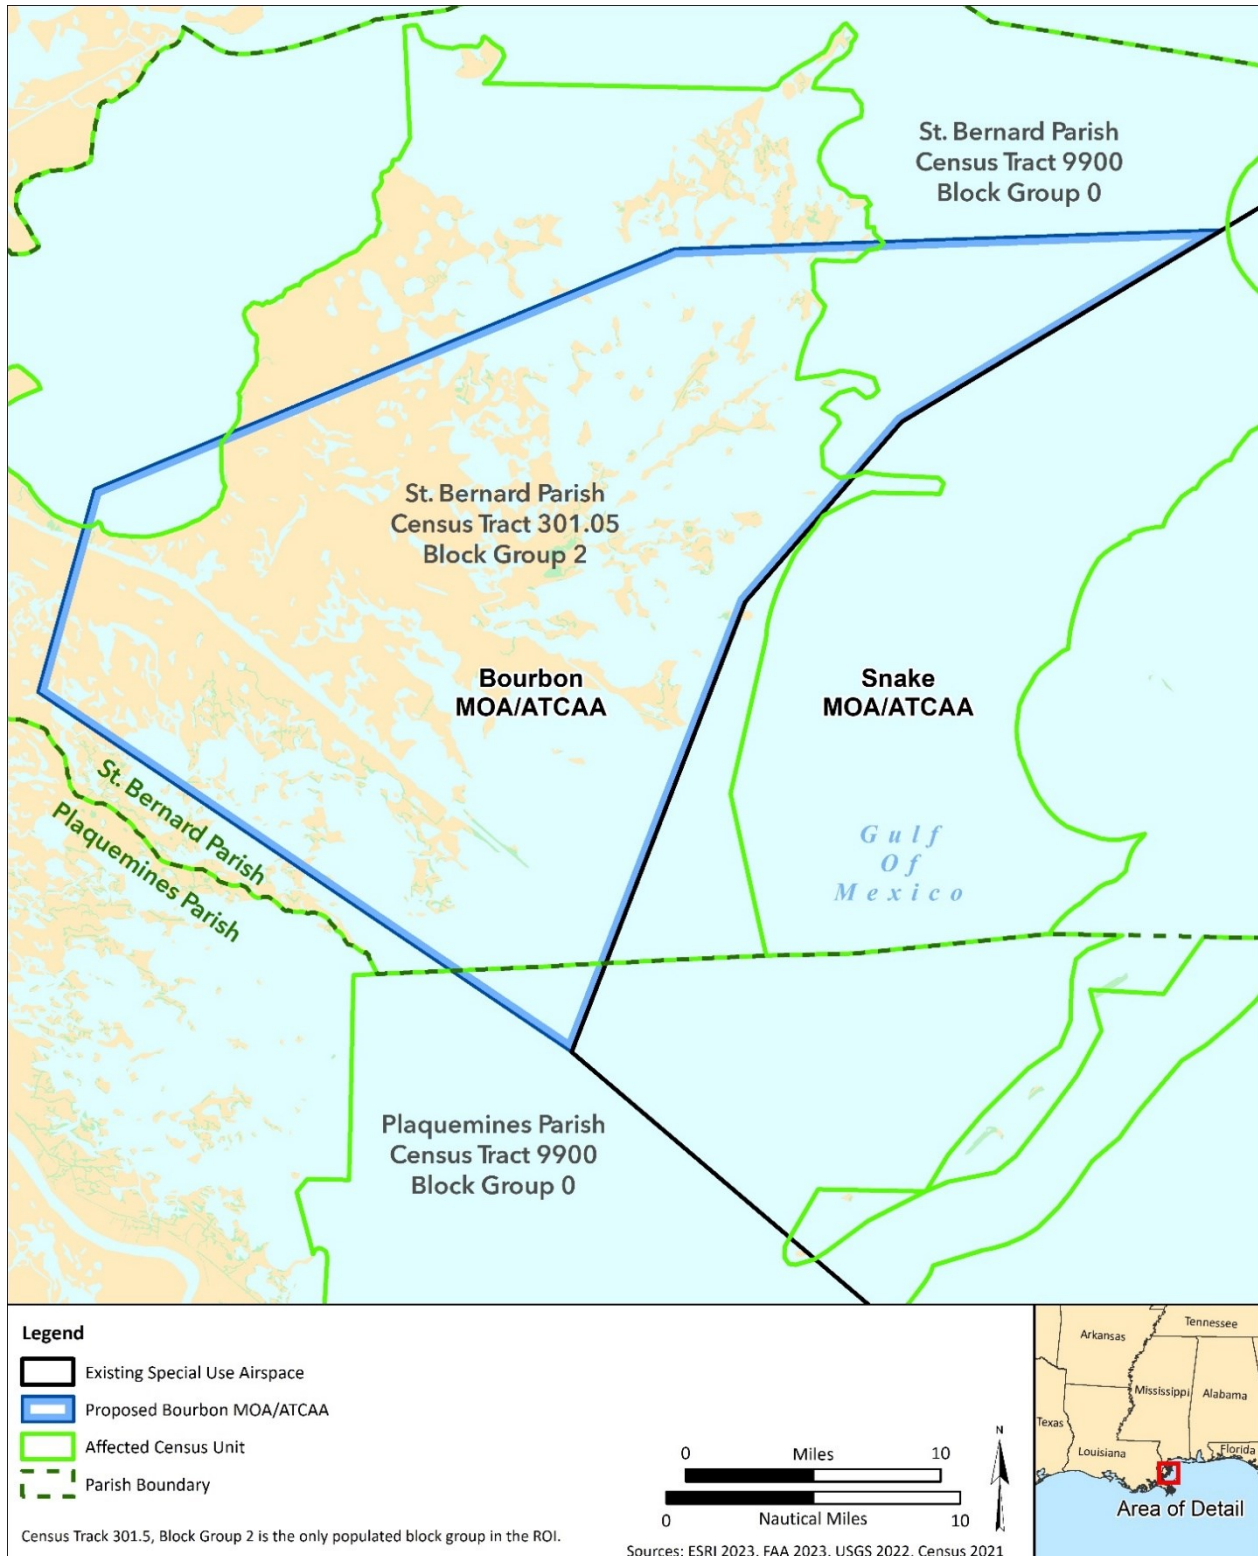 St. Bernard Parish
Census Tract 9900
Block Group 0
St. Bernard Parish
Census Tract 301.05
Block Group 2
Bourbon
MOA/ATCAA
Snake
MOA/ATCAA
St. Bernard Parish
Plaquemines Parish
Gulf
Of
Mexico
Plaquemines Parish
Census Tract 9900
Block Group 0
Legend
Existing Special Use Airspace
Proposed Bourbon MOA/ATCAA
Affected Census Unit
Parish Boundary
Census Track 301.5, Block Group 2 is the only populated block group in the ROI.
0 Miles 10
0 Nautical Miles 10
N
Sources: ESRI 2023, FAA 2023, USGS 2022, Census 2021
Tennessee
Arkansas
Mississippi
Alabama
Texas
Louisiana
Florida
Area of Detail